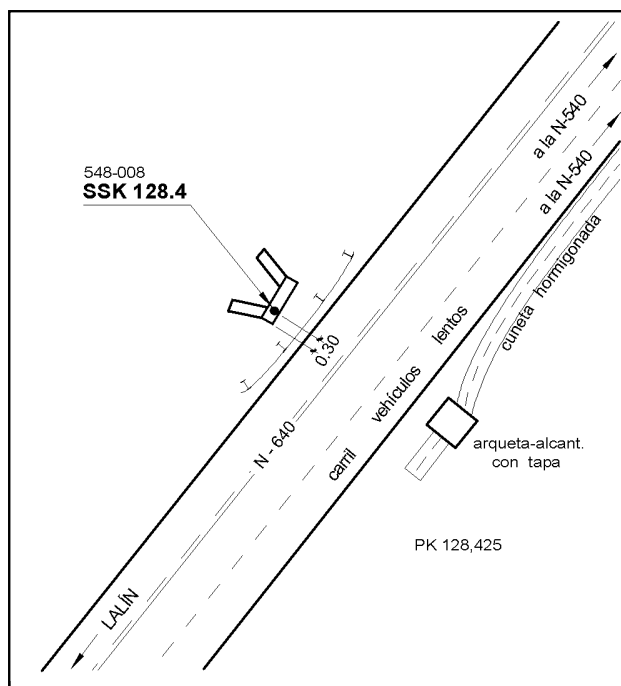 548-008
SSK 128.4
a la N-540
a la N-540
0.30
cuneta hormigonada
carril vehículos lentos
N - 640
arqueta-alcant.
con tapa
PK 128,425
LALÍN